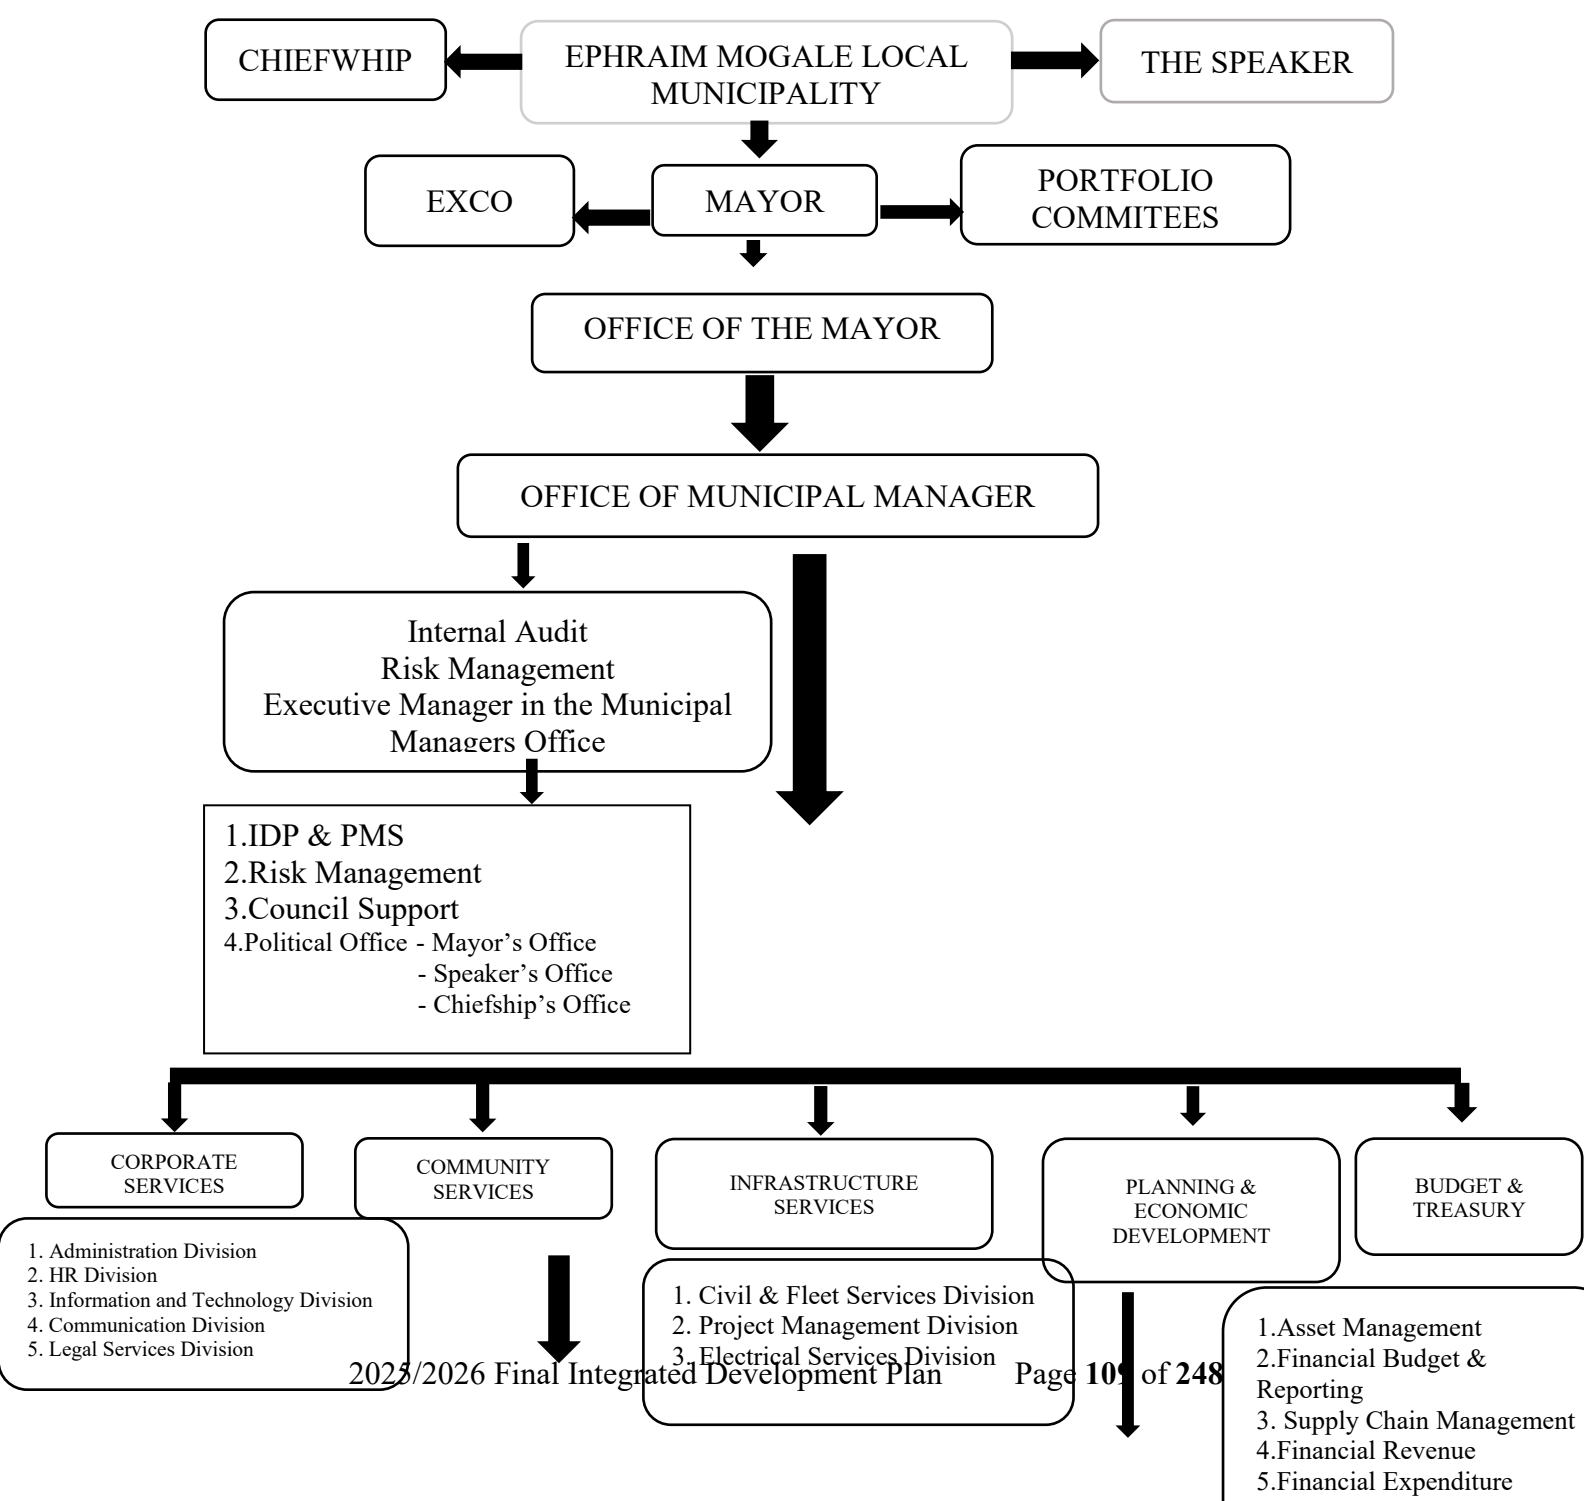 CHIEFWHIP
EPHRAIM MOGALE LOCAL
MUNICIPALITY
THE SPEAKER
EXCO
MAYOR
PORTFOLIO
COMMITEES
OFFICE OF THE MAYOR
OFFICE OF MUNICIPAL MANAGER
Internal Audit
Risk Management
Executive Manager in the Municipal
Managers Office
1.IDP & PMS
2.Risk Management
3.Council Support
4.Political Office - Mayor’s Office
- Speaker’s Office
- Chiefship’s Office
CORPORATE
SERVICES
COMMUNITY
SERVICES
INFRASTRUCTURE
SERVICES
PLANNING &
ECONOMIC
DEVELOPMENT
BUDGET &
TREASURY
1. Administration Division
2. HR Division
3. Information and Technology Division
4. Communication Division
5. Legal Services Division
1. Civil & Fleet Services Division
2. Project Management Division
3. Electrical Services Division
1.Asset Management
2.Financial Budget &
Reporting
3. Supply Chain Management
4.Financial Revenue
5.Financial Expenditure
2025/2026 Final Integrated Development Plan Page 109 of 248